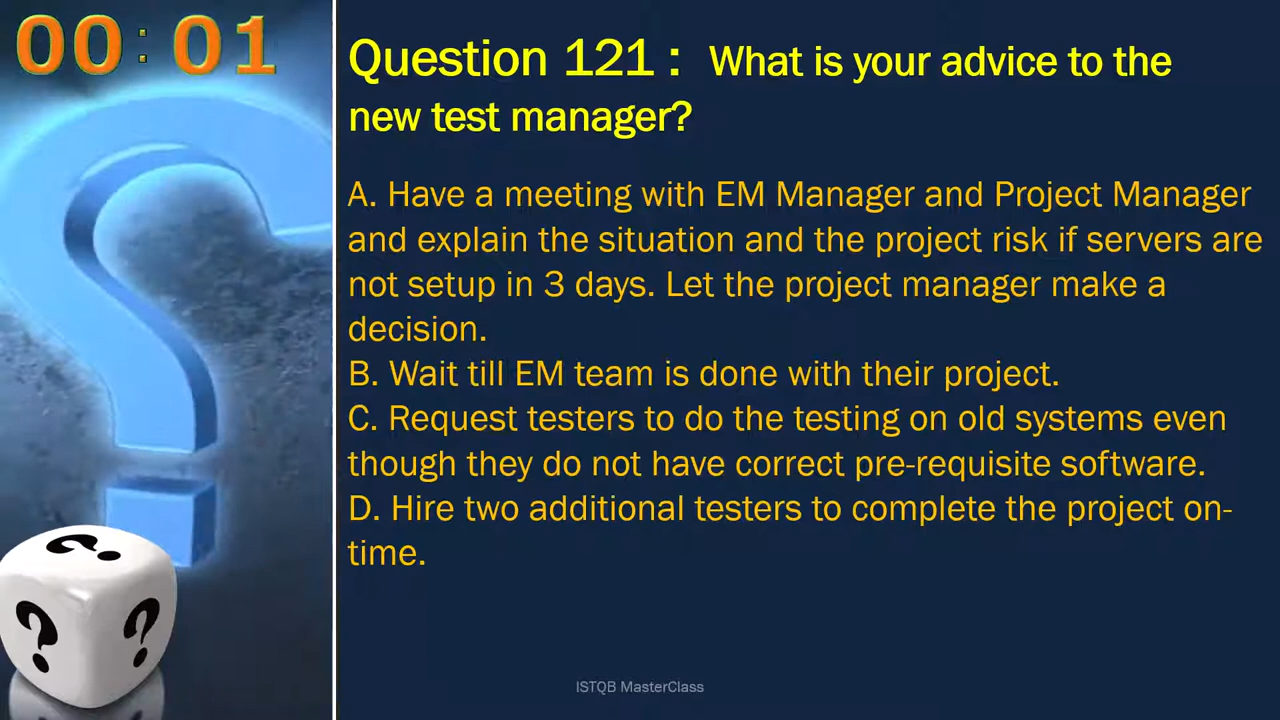 00:01
Question 121 : What is your advice to the
new test manager?
A. Have a meeting with EM Manager and Project Manager
and explain the situation and the project risk if servers are
not setup in 3 days. Let the project manager make a
decision.
B. Wait till EM team is done with their project.
C. Request testers to do the testing on old systems even
though they do not have correct pre-requisite software.
D. Hire two additional testers to complete the project on-
time.
? ? ?
ISTQB MasterClass